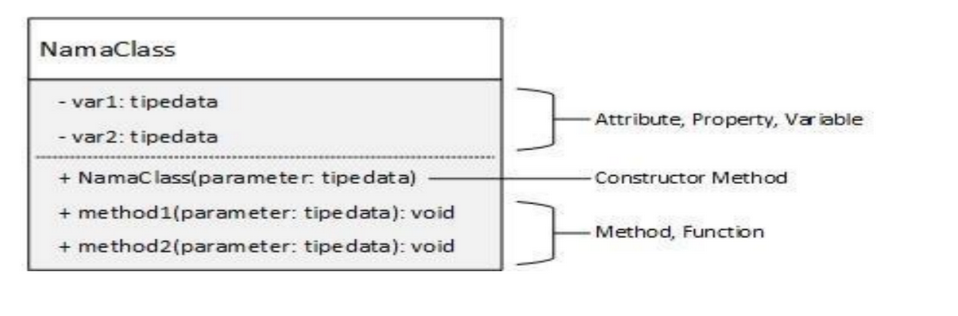 NamaClass
- var1: tipedata
- var2: tipedata
Attribute, Property, Variable
+ NamaClass(parameter: tipedata)
Constructor Method
+ method1(parameter: tipedata): void
+ method2(parameter: tipedata): void
Method, Function